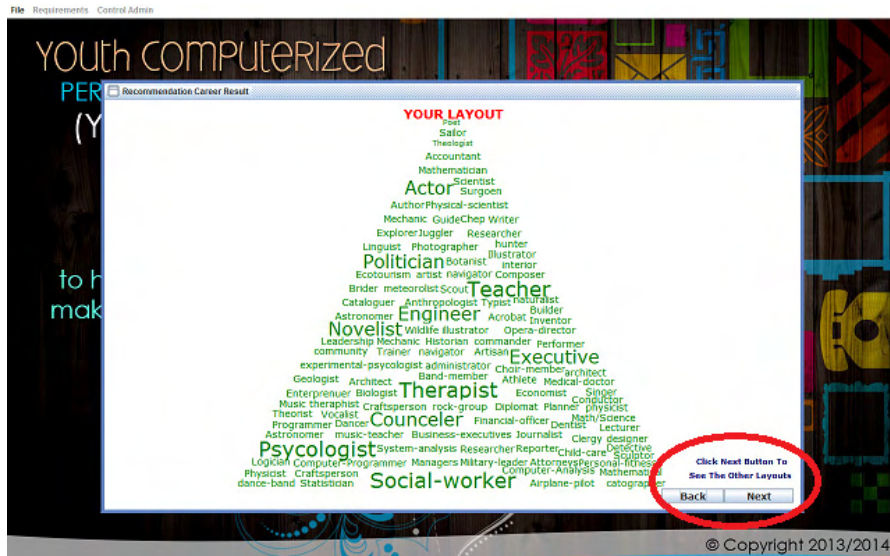 File Requirements Control Admin
YOUTH COMPUTERIZED
PER
(Y
to h
mak
Recommendation Career Result
YOUR LAYOUT
Poet
Sailor
Theologist
Accountant
Mathematician
Actor Scientist Surgoen
Author Physical-scientist
Mechanic Guide Chep Writer
Explorer Juggler Researcher
Linguist Photographer hunter
Politician Botanist Illustrator interior
Ecotourism artist navigator Composer
Brider meteorolist Scout Teacher
Cataloguer Anthropologist Typist naturalist
Astronomer Engineer Acrobat Builder Inventor
Novelist Wildlife illustrator Opera-director
Leadership Mechanic Historian commander Performer
community Trainer navigator Artisan Executive
experimental-psycologist administrator Choir-member architect
Geologist Architect Band-member Athlete Medical-doctor
Enterprenuer Biologist Therapist Economist Singer
Music theraphist Craftsperson rock-group Diplomat Planner Conductor physicist
Theorist Vocalist Counceler Financial-officer Math/Science
Programmer Dancer Dentist Lecturer
Astronomer music-teacher Business-executives Journalist Clergy designer
Psycologist System-analysis Researcher Reporter Child-care Detective Sculptor
Logician Computer-Programmer Managers Military-leader Attorneys Personal-fitness
Physicist Craftsperson Computer-Analysis Mathematical
dance-band Statistician Social-worker Airplane-pilot catographer
Click Next Button To
See The Other Layouts
Back Next
© Copyright 2013/2014